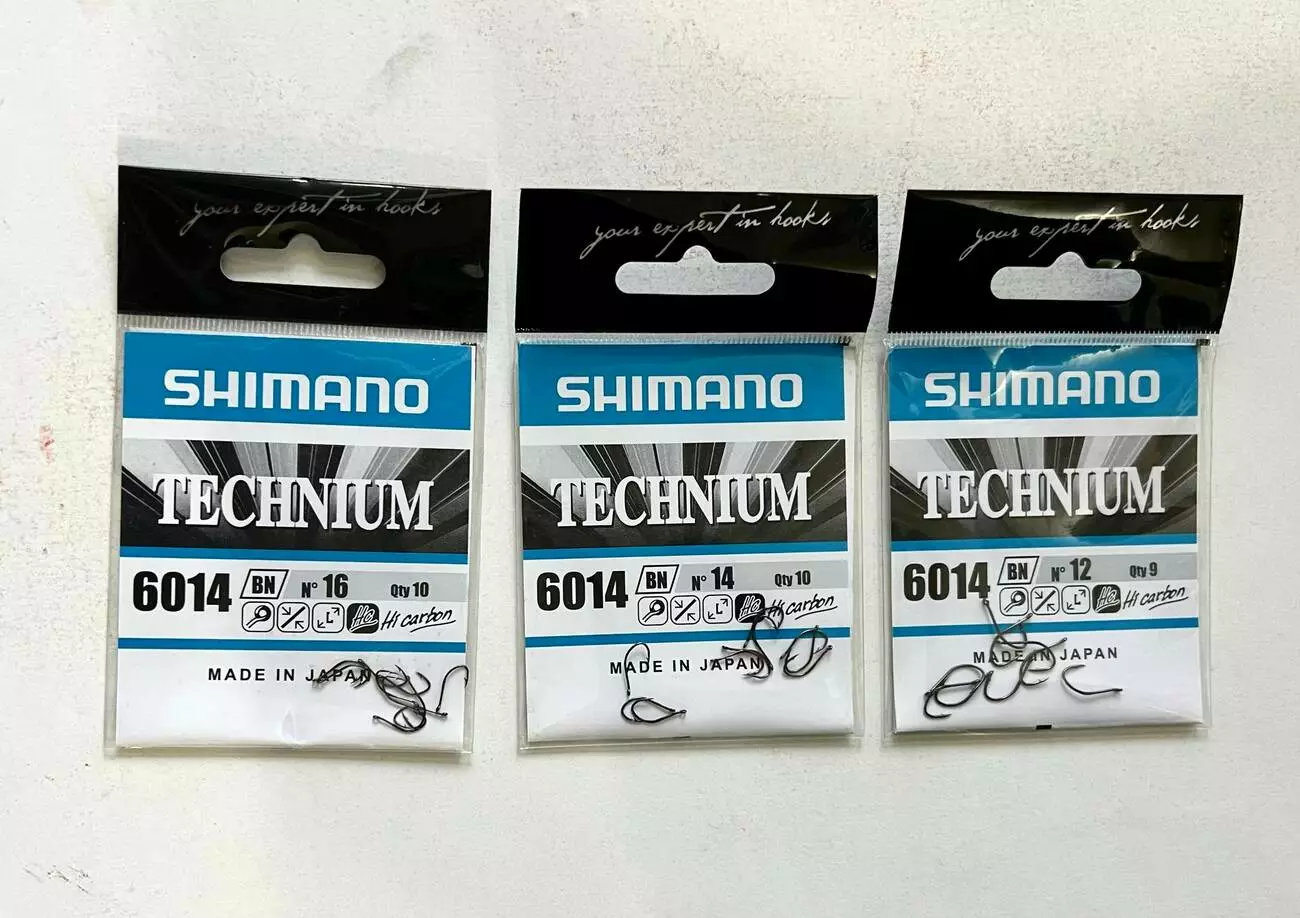 your expert in hooks
SHIMANO
TECHNIUM
6014 BN N° 16 Qty 10
HC Hi carbon
MADE IN JAPAN
your expert in hooks
SHIMANO
TECHNIUM
6014 BN N° 14 Qty 10
L Hi carbon
MADE IN JAPAN
your expert in hooks
SHIMANO
TECHNIUM
6014 BN N° 12 Qty 9
L HC Hi carbon
MADE IN JAPAN